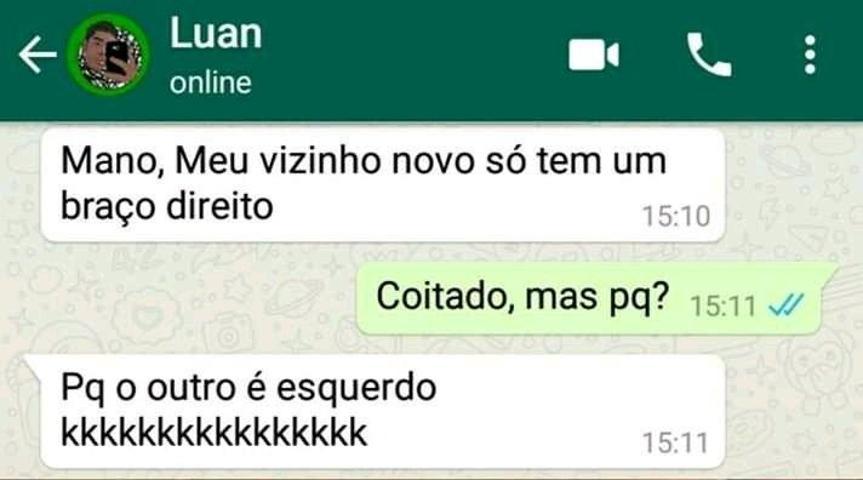 Luan
online
Mano, Meu vizinho novo só tem um
braço direito
15:10
Coitado, mas pq? 15:11
Pq o outro é esquerdo
kkkkkkkkkkkkkkkk
15:11